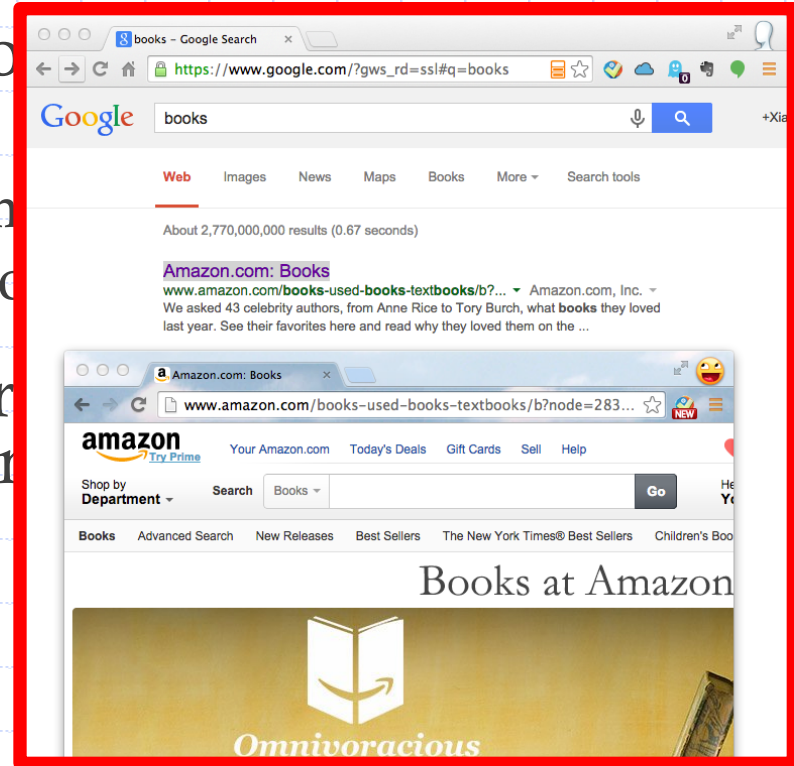 books – Google Search
https://www.google.com/?gws_rd=ssl#q=books
0
Google books +Xia
Web Images News Maps Books More Search tools
About 2,770,000,000 results (0.67 seconds)
Amazon.com: Books
www.amazon.com/books-used-books-textbooks/b?... Amazon.com, Inc.
We asked 43 celebrity authors, from Anne Rice to Tory Burch, what books they loved
last year. See their favorites here and read why they loved them on the ...
Amazon.com: Books
www.amazon.com/books-used-books-textbooks/b?node=283...
NEW
amazon
Try Prime
Your Amazon.com Today's Deals Gift Cards Sell Help
Shop by
Department
Search Books Go
Books Advanced Search New Releases Best Sellers The New York Times® Best Sellers Children's Boo
Books at Amazon
Omnivoracious